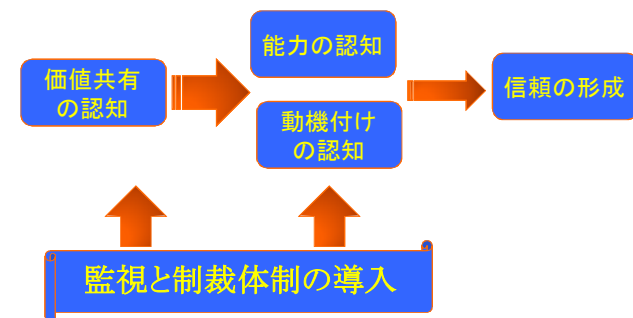 価値共有
の認知
能力の認知
動機付け
の認知
信頼の形成
監視と制裁体制の導入